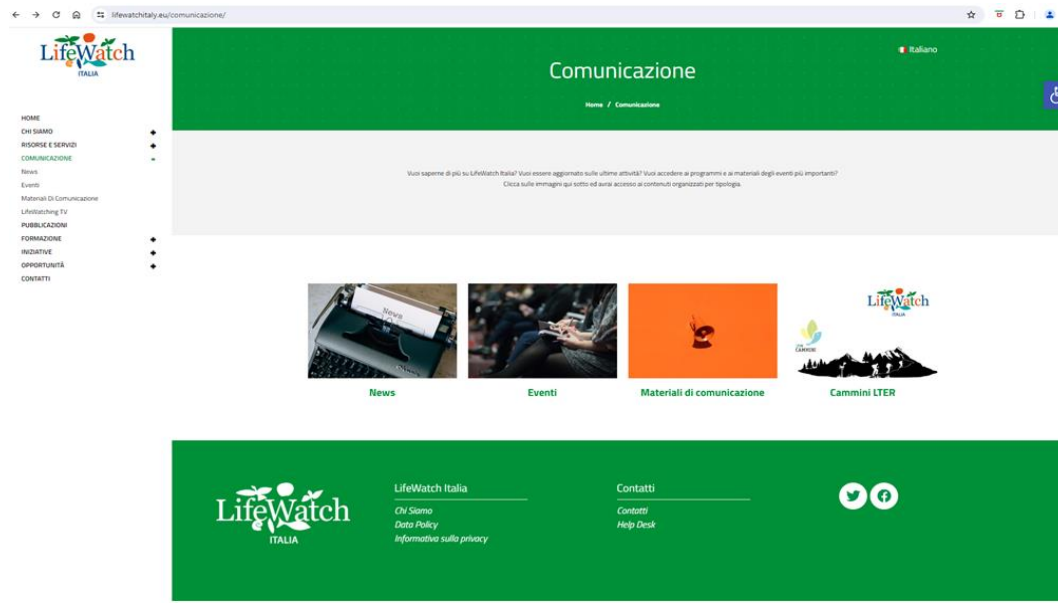 lifewatchitaly.eu/comunicazione/
LifeWatch
ITALIA
HOME
CHI SIAMO
RISORSE E SERVIZI
COMUNICAZIONE
News
Eventi
Materiali Di Comunicazione
LifeWatching TV
PUBBLICAZIONI
FORMAZIONE
INIZIATIVE
OPPORTUNITÀ
CONTATTI
Italiano
Comunicazione
Home / Comunicazione
Vuoi saperne di più su LifeWatch Italia? Vuoi essere aggiornato sulle ultime attività? Vuoi accedere ai programmi e ai materiali degli eventi più importanti?
Clicca sulle immagini qui sotto ed avrai accesso ai contenuti organizzati per tipologia.
News
LifeWatch
ITALIA
CAMMINI
News
Eventi
Materiali di comunicazione
Cammini LTER
LifeWatch
ITALIA
LifeWatch Italia
Chi Siamo
Data Policy
Informativa sulla privacy
Contatti
Contatti
Help Desk